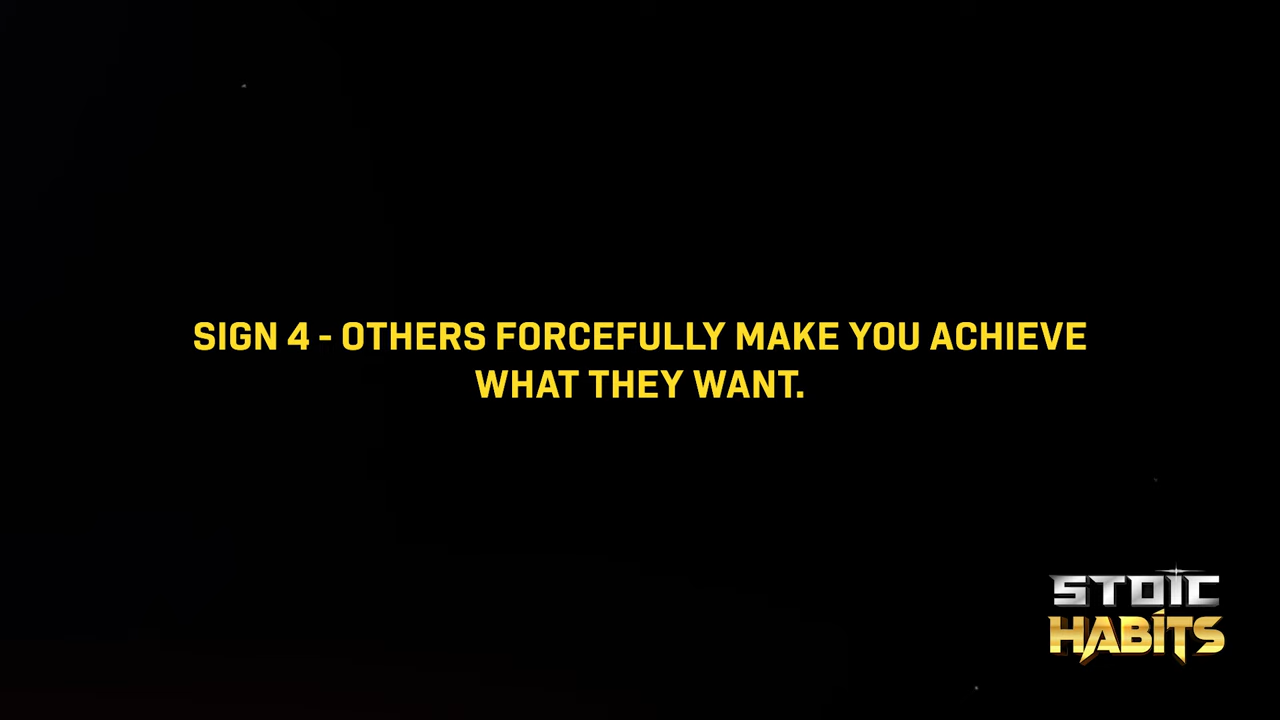 SIGN 4 - OTHERS FORCEFULLY MAKE YOU ACHIEVE
WHAT THEY WANT.
STOIC
HABITS